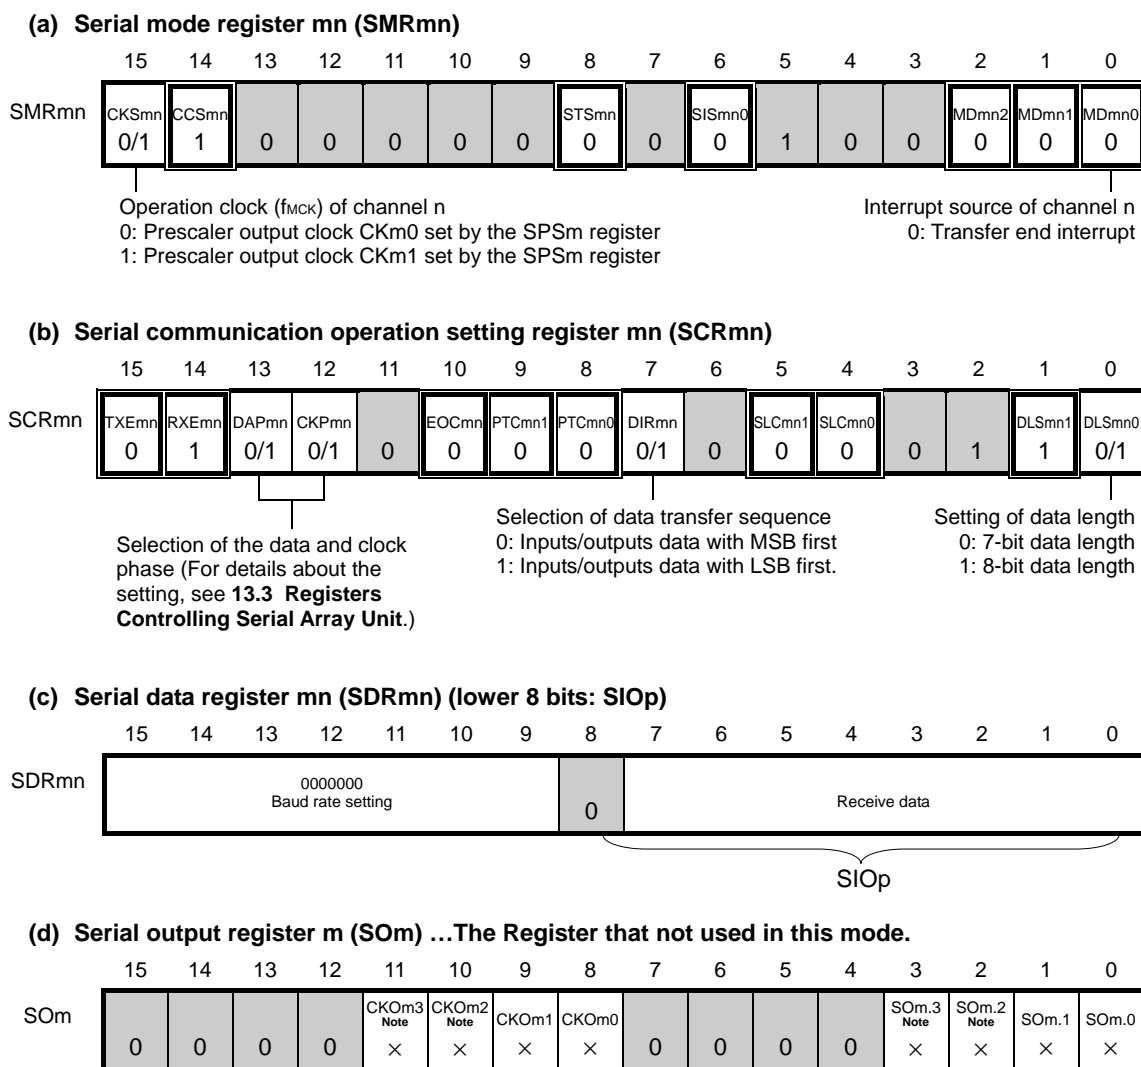 (a) Serial mode register mn (SMRmn)
15 14 13 12 11 10 9 8 7 6 5 4 3 2 1 0
SMRmn CKSmn CCSmn STSmn SISmn0 MDmn2 MDmn1 MDmn0
0/1 1 0 0 0 0 0 0 0 0 1 0 0 0 0 0
Operation clock (fMCK) of channel n
0: Prescaler output clock CKm0 set by the SPSm register
1: Prescaler output clock CKm1 set by the SPSm register
Interrupt source of channel n
0: Transfer end interrupt
(b) Serial communication operation setting register mn (SCRmn)
15 14 13 12 11 10 9 8 7 6 5 4 3 2 1 0
SCRmn TXEmn RXEmn DAPmn CKPmn EOCmn PTCmn1 PTCmn0 DIRmn SLCmn1 SLCmn0 DLSmn1 DLSmn0
0 1 0/1 0/1 0 0 0 0 0/1 0 0 0 0 1 1 0/1
Selection of the data and clock
phase (For details about the
setting, see 13.3 Registers
Controlling Serial Array Unit.)
Selection of data transfer sequence
0: Inputs/outputs data with MSB first
1: Inputs/outputs data with LSB first.
Setting of data length
0: 7-bit data length
1: 8-bit data length
(c) Serial data register mn (SDRmn) (lower 8 bits: SIOp)
15 14 13 12 11 10 9 8 7 6 5 4 3 2 1 0
SDRmn
0000000
Baud rate setting
0
Receive data
SIOp
(d) Serial output register m (SOm) …The Register that not used in this mode.
15 14 13 12 11 10 9 8 7 6 5 4 3 2 1 0
SOm CKOm3 CKOm2 CKOm1 CKOm0 SOm.3 SOm.2 SOm.1 SOm.0
Note Note Note Note
0 0 0 0 × × × × 0 0 0 0 × × × ×